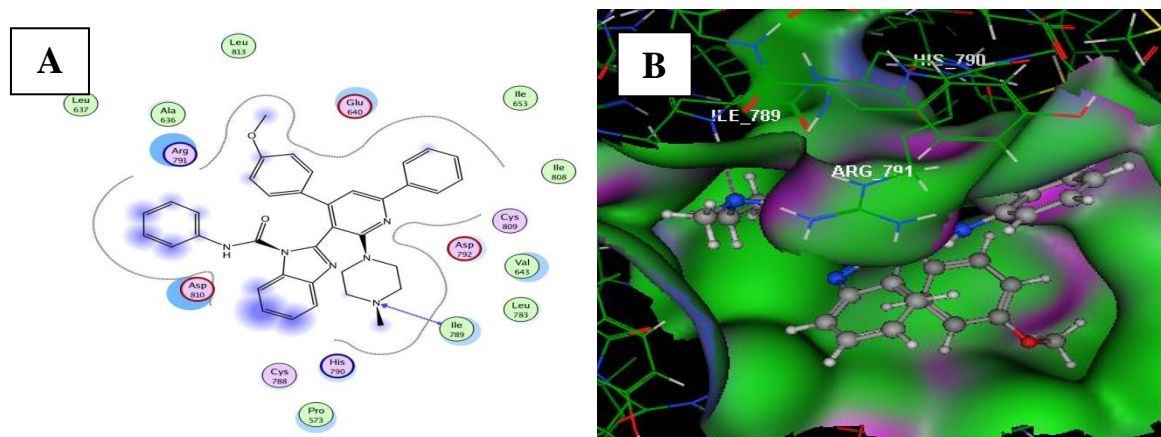 A
Leu
813
Leu
637
Ala
636
Glu
640
Ile
653
Arg
791
Ile
808
O
N
H
O
N
N
N
N
N
Cys
809
Asp
792
Val
643
Asp
810
Leu
783
Ile
789
Cys
788
His
790
Pro
573
B
HIS_790
ILE_789
ARG_791